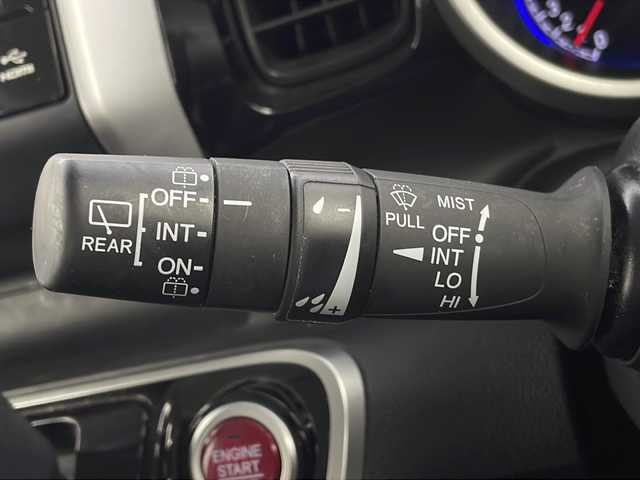 OFF
REAR
INT
ON
−
+
PULL
MIST
OFF
INT
LO
HI
ENGINE
START